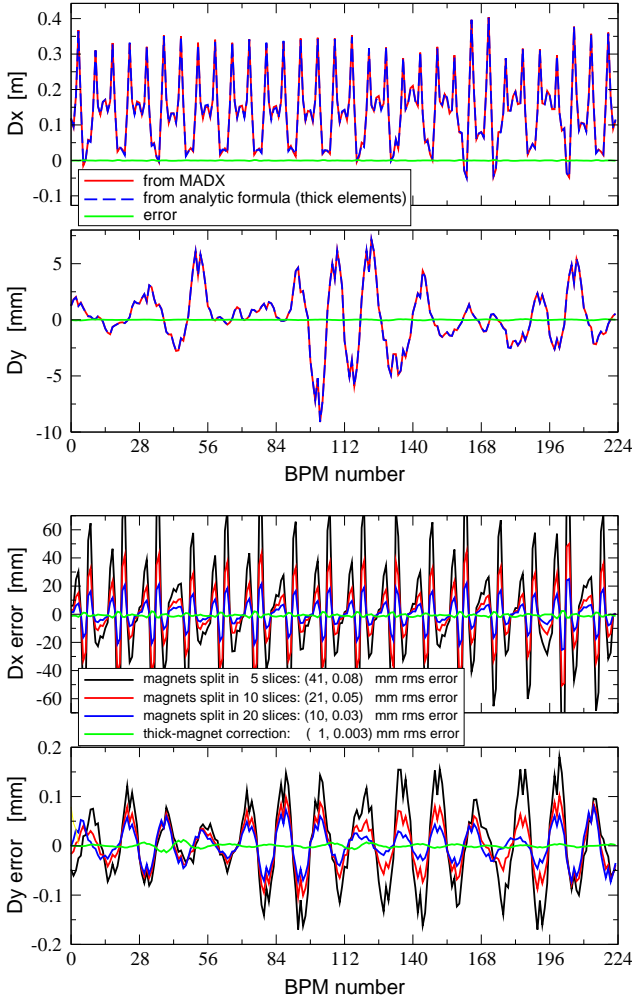 0.4
0.3
0.2
0.1
0
-0.1
Dx [m]
from MADX
from analytic formula (thick elements)
error
5
0
-5
-10
Dy [mm]
0 28 56 84 112 140 168 196 224
BPM number
60
40
20
0
-20
-40
-60
Dx error [mm]
magnets split in 5 slices: (41, 0.08) mm rms error
magnets split in 10 slices: (21, 0.05) mm rms error
magnets split in 20 slices: (10, 0.03) mm rms error
thick-magnet correction: ( 1, 0.003) mm rms error
0.2
0.1
0
-0.1
-0.2
Dy error [mm]
0 28 56 84 112 140 168 196 224
BPM number